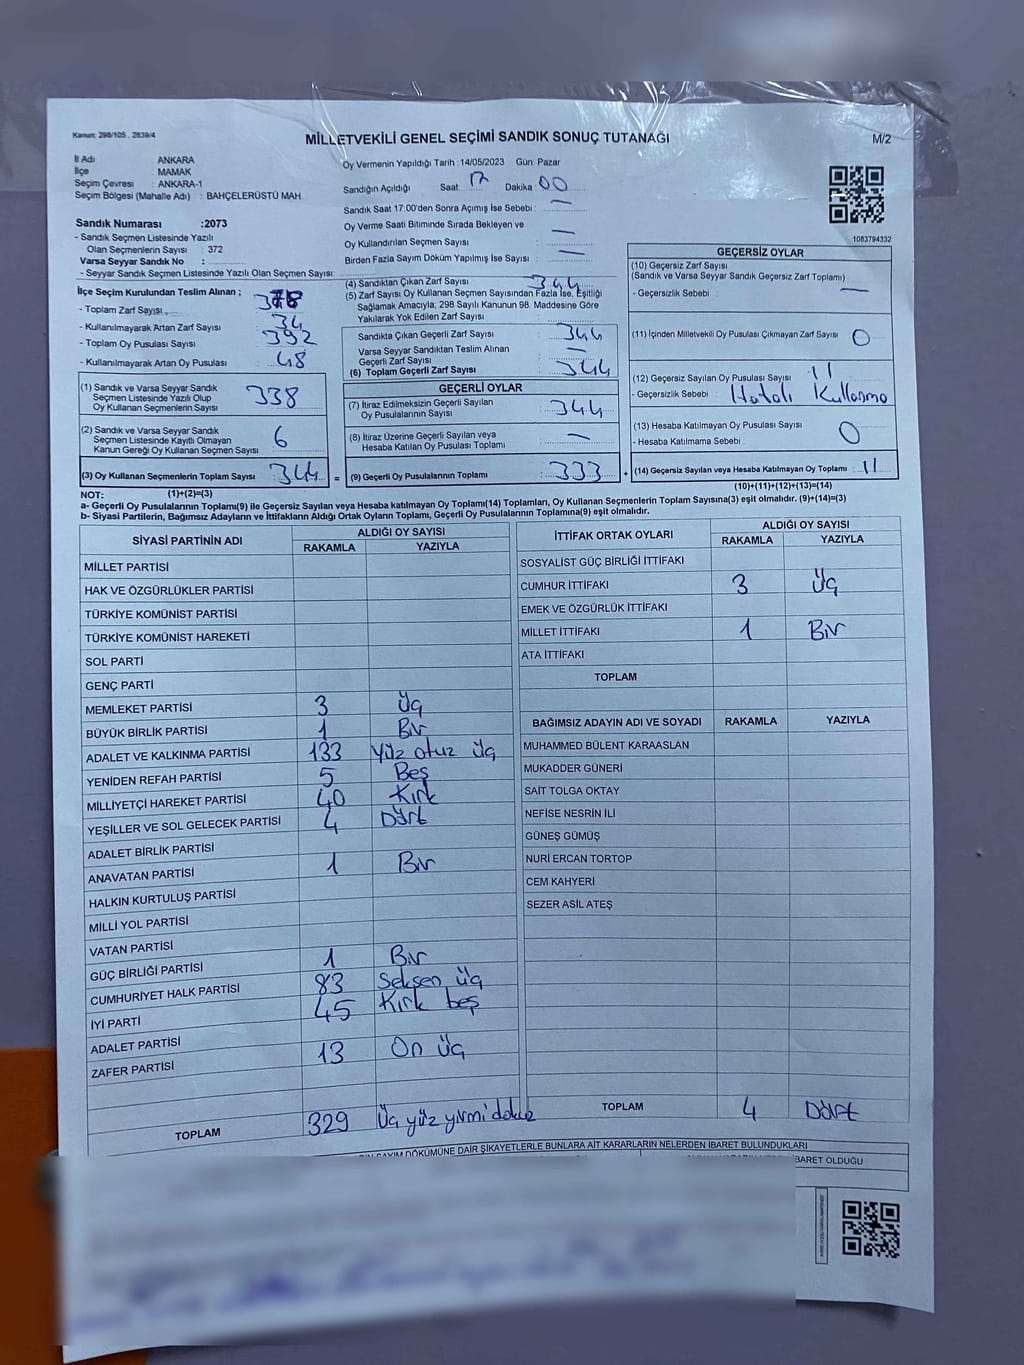 Kanun: 298/105 , 2839/4
MİLLETVEKİLİ GENEL SEÇİMİ SANDIK SONUÇ TUTANAĞI
M/2
İl Adı ANKARA
İlçe MAMAK
Seçim Çevresi : ANKARA-1
Seçim Bölgesi (Mahalle Adı) : BAHÇELERÜSTÜ MAH
Sandık Numarası :2073
- Sandık Seçmen Listesinde Yazılı
Olan Seçmenlerin Sayısı : 372
Varsa Seyyar Sandık No :
- Seyyar Sandık Seçmen Listesinde Yazılı Olan Seçmen Sayısı:
Oy Vermenin Yapıldığı Tarih :14/05/2023 Gün: Pazar
Sandığın Açıldığı Saat: 17 Dakika 00
Sandık Saat 17:00'den Sonra Açımış İse Sebebi : —
Oy Verme Saati Bitiminde Sırada Bekleyen ve
Oy Kullandırılan Seçmen Sayısı —
Birden Fazla Sayım Döküm Yapılmış İse Sayısı : —
1083794332
İlçe Seçim Kurulundan Teslim Alınan ;
- Toplam Zarf Sayısı
- Kullanılmayarak Artan Zarf Sayısı : 34
- Toplam Oy Pusulası Sayısı : 392
- Kullanılmayarak Artan Oy Pusulası : 48
(1) Sandık ve Varsa Seyyar Sandık
Seçmen Listesinde Yazılı Olup
Oy Kullanan Seçmenlerin Sayısı 338
(2) Sandık ve Varsa Seyyar Sandık
Seçmen Listesinde Kayıtlı Olmayan
Kanun Gereği Oy Kullanan Seçmen Sayısı : 6
(3) Oy Kullanan Seçmenlerin Toplam Sayısı : 344 =
(4) Sandıktan Çıkan Zarf Sayısı : 344
(5) Zarf Sayısı Oy Kullanan Seçmen Sayısından Fazla İse, Eşitliği
Sağlamak Amacıyla, 298 Sayılı Kanunun 98. Maddesine Göre
Yakılarak Yok Edilen Zarf Sayısı :
Sandıkta Çıkan Geçerli Zarf Sayısı : 344
Varsa Seyyar Sandıktan Teslim Alınan
Geçerli Zarf Sayısı : —
(6) Toplam Geçerli Zarf Sayısı : 344
GEÇERLİ OYLAR
(7) İtiraz Edilmeksizin Geçerli Sayılan
Oy Pusulalarının Sayısı : 344
(8) İtiraz Üzerine Geçerli Sayılan veya
Hesaba Katılan Oy Pusulası Toplamı : —
(9) Geçerli Oy Pusulalarının Toplamı : 333 +
GEÇERSİZ OYLAR
(10) Geçersiz Zarf Sayısı
(Sandık ve Varsa Seyyar Sandık Geçersiz Zarf Toplamı) —
- Geçersizlik Sebebi :
(11) İçinden Milletvekili Oy Pusulası Çıkmayan Zarf Sayısı : 0
(12) Geçersiz Sayılan Oy Pusulası Sayısı : 11
- Geçersizlik Sebebi : Hatalı Kullanma
(13) Hesaba Katılmayan Oy Pusulası Sayısı : 0
- Hesaba Katılmama Sebebi :
(14) Geçersiz Sayılan veya Hesaba Katılmayan Oy Toplamı : 11
NOT: (1)+(2)=(3)
(10)+(11)+(12)+(13)=(14)
a- Geçerli Oy Pusulalarının Toplamı(9) ile Geçersiz Sayılan veya Hesaba katılmayan Oy Toplamı(14) Toplamları, Oy Kullanan Seçmenlerin Toplam Sayısına(3) eşit olmalıdır. (9)+(14)=(3)
b- Siyasi Partilerin, Bağımsız Adayların ve İttifakların Aldığı Ortak Oyların Toplamı, Geçerli Oy Pusulalarının Toplamına(9) eşit olmalıdır.
SİYASİ PARTİNİN ADI ALDIĞI OY SAYISI
RAKAMLA YAZIYLA
MİLLET PARTİSİ
HAK VE ÖZGÜRLÜKLER PARTİSİ
TÜRKİYE KOMÜNİST PARTİSİ
TÜRKİYE KOMÜNİST HAREKETİ
SOL PARTİ
GENÇ PARTİ
MEMLEKET PARTİSİ 3 Üç
BÜYÜK BİRLİK PARTİSİ 1 Bir
ADALET VE KALKINMA PARTİSİ 133 Yüz otuz üç
YENİDEN REFAH PARTİSİ 5 Beş
MİLLİYETÇİ HAREKET PARTİSİ 40 Kırk
YEŞİLLER VE SOL GELECEK PARTİSİ 4 Dört
ADALET BİRLİK PARTİSİ
ANAVATAN PARTİSİ 1 Bir
HALKIN KURTULUŞ PARTİSİ
MİLLİ YOL PARTİSİ
VATAN PARTİSİ
GÜÇ BİRLİĞİ PARTİSİ 1 Bir
CUMHURİYET HALK PARTİSİ 83 Seksen üç
İYİ PARTİ 45 Kırk beş
ADALET PARTİSİ
ZAFER PARTİSİ 13 On üç
TOPLAM 329 Üç yüz yirmi dokuz
İTTİFAK ORTAK OYLARI ALDIĞI OY SAYISI
RAKAMLA YAZIYLA
SOSYALİST GÜÇ BİRLİĞİ İTTİFAKI
CUMHUR İTTİFAKI 3 Üç
EMEK VE ÖZGÜRLÜK İTTİFAKI
MİLLET İTTİFAKI 1 Bir
ATA İTTİFAKI
TOPLAM
BAĞIMSIZ ADAYIN ADI VE SOYADI RAKAMLA YAZIYLA
MUHAMMED BÜLENT KARAASLAN
MUKADDER GÜNERİ
SAİT TOLGA OKTAY
NEFİSE NESRİN İLİ
GÜNEŞ GÜMÜŞ
NURİ ERCAN TORTOP
CEM KAHYERİ
SEZER ASİL ATEŞ
TOPLAM 4 Dört
SAYIM DÖKÜMÜNE DAİR ŞİKAYETLERLE BUNLARA AİT KARARLARIN NELERDEN İBARET BULUNDUKLARI
İBARET OLDUĞU